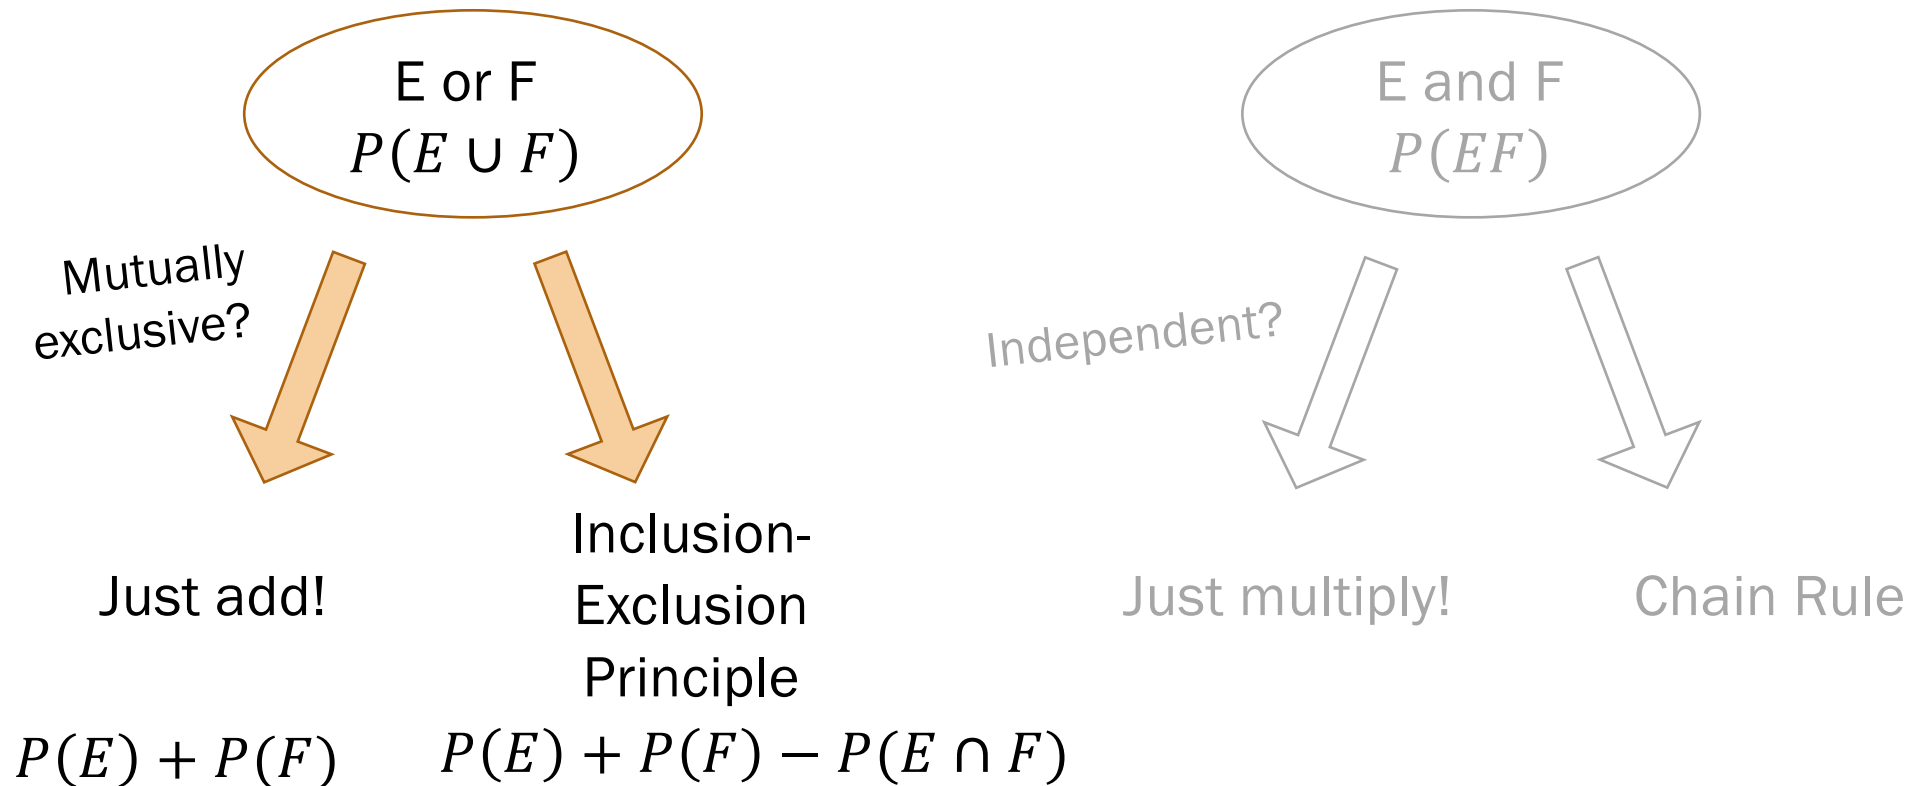 E or F
P(E ∪ F)
Mutually
exclusive?
Just add!
P(E) + P(F)
Inclusion-
Exclusion
Principle
P(E) + P(F) − P(E ∩ F)
E and F
P(EF)
Independent?
Just multiply!
Chain Rule